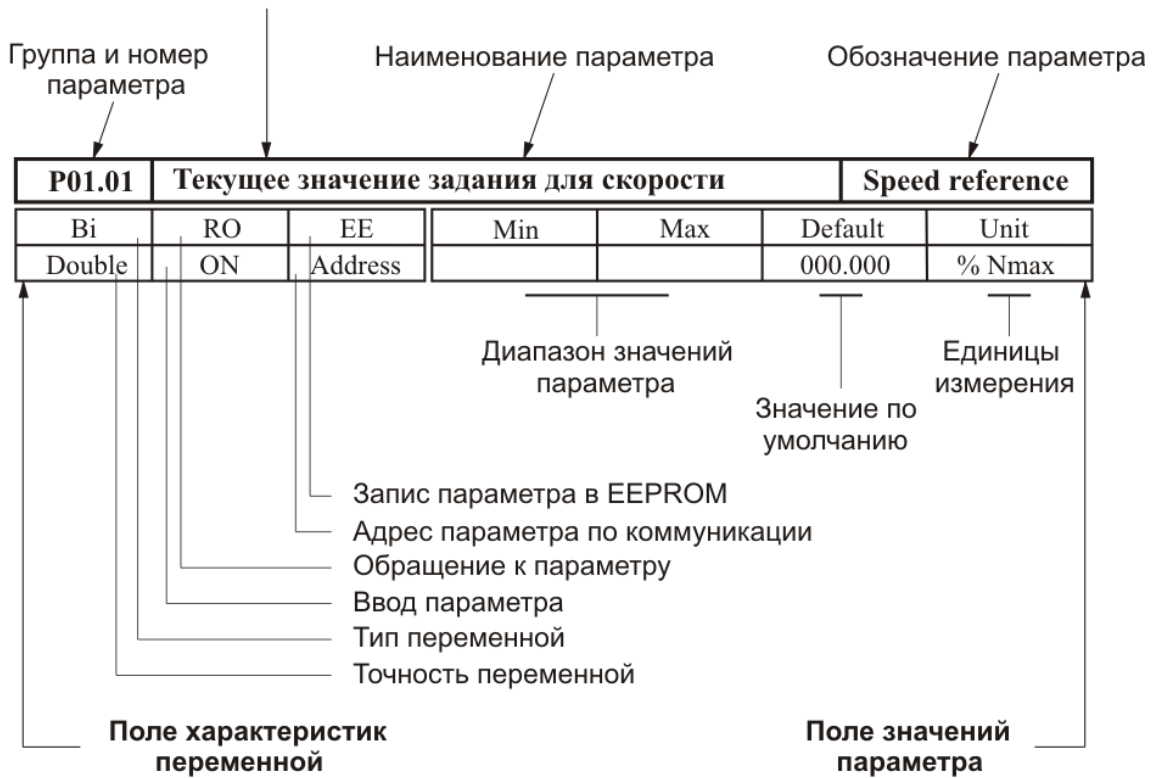 Группа и номер
параметра
Наименование параметра
Обозначение параметра
P01.01 Текущее значение задания для скорости Speed reference
Bi RO EE Min Max Default Unit
Double ON Address 000.000 % Nmax
Диапазон значений
параметра
Единицы
измерения
Значение по
умолчанию
Запис параметра в EEPROM
Адрес параметра по коммуникации
Обращение к параметру
Ввод параметра
Тип переменной
Точность переменной
Поле характеристик
переменной
Поле значений
параметра